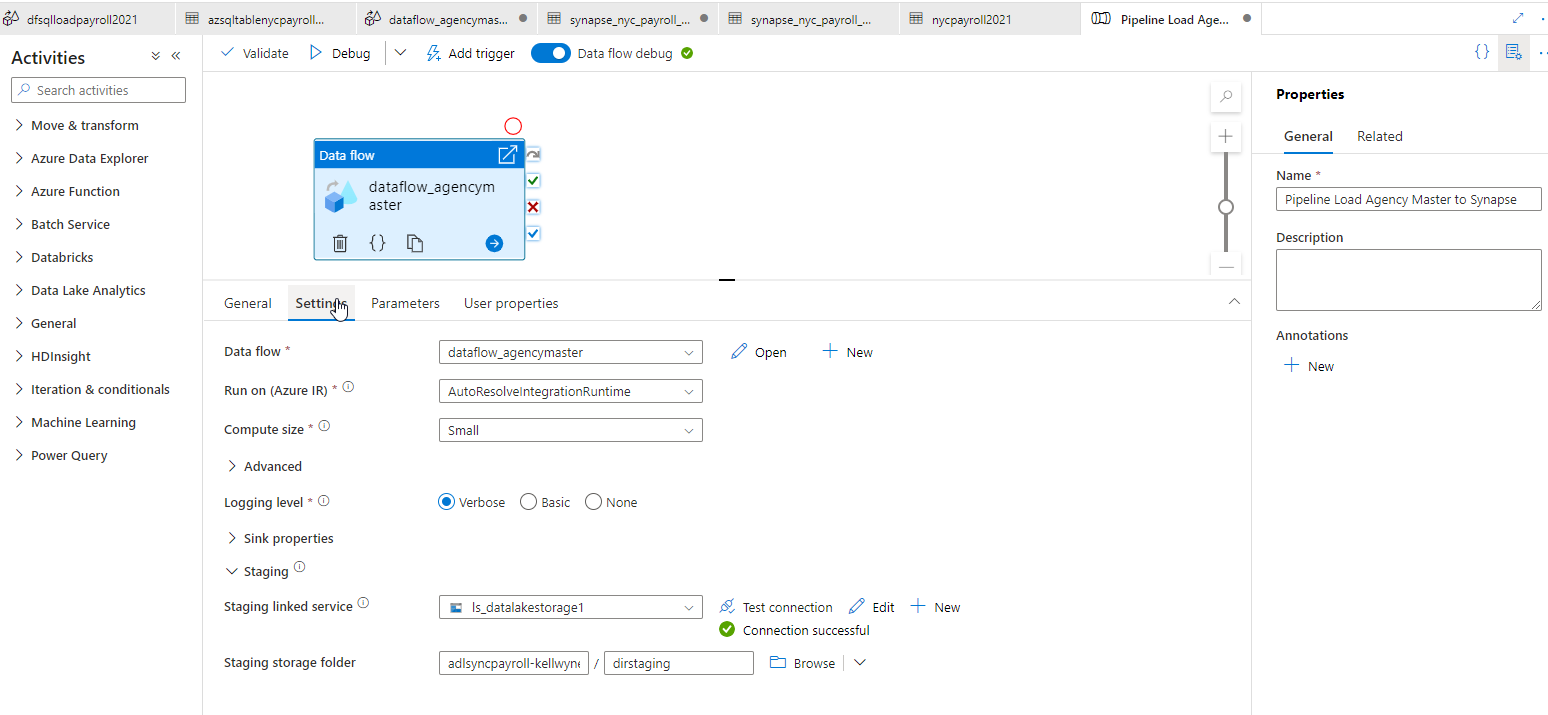 dfsqlloadpayroll2021
azsqltablenycpayroll...
dataflow_agencymas...
synapse_nyc_payroll_...
synapse_nyc_payroll_...
nycpayroll2021
Pipeline Load Age...
Activities
Search activities
Move & transform
Azure Data Explorer
Azure Function
Batch Service
Databricks
Data Lake Analytics
General
HDInsight
Iteration & conditionals
Machine Learning
Power Query
Validate
Debug
Add trigger
Data flow debug
Data flow
dataflow_agencym
aster
General
Settings
Parameters
User properties
Data flow *
dataflow_agencymaster
Open
New
Run on (Azure IR) *
AutoResolveIntegrationRuntime
Compute size *
Small
Advanced
Logging level *
Verbose
Basic
None
Sink properties
Staging
Staging linked service
ls_datalakestorage1
Test connection
Edit
New
Connection successful
Staging storage folder
adlsyncpayroll-kellwyne
/
dirstaging
Browse
Properties
General
Related
Name *
Pipeline Load Agency Master to Synapse
Description
Annotations
New